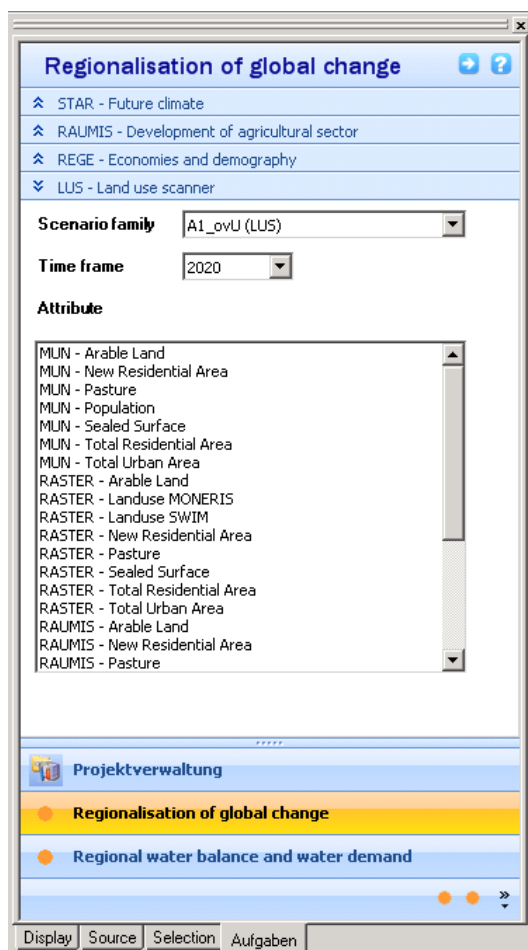 Regionalisation of global change
STAR - Future climate
RAUMIS - Development of agricultural sector
REGE - Economies and demography
LUS - Land use scanner
Scenario family A1_ovU (LUS)
Time frame 2020
Attribute
MUN - Arable Land
MUN - New Residential Area
MUN - Pasture
MUN - Population
MUN - Sealed Surface
MUN - Total Residential Area
MUN - Total Urban Area
RASTER - Arable Land
RASTER - Landuse MONERIS
RASTER - Landuse SWIM
RASTER - New Residential Area
RASTER - Pasture
RASTER - Sealed Surface
RASTER - Total Residential Area
RASTER - Total Urban Area
RAUMIS - Arable Land
RAUMIS - New Residential Area
RAUMIS - Pasture
Projektverwaltung
Regionalisation of global change
Regional water balance and water demand
Display Source Selection Aufgaben